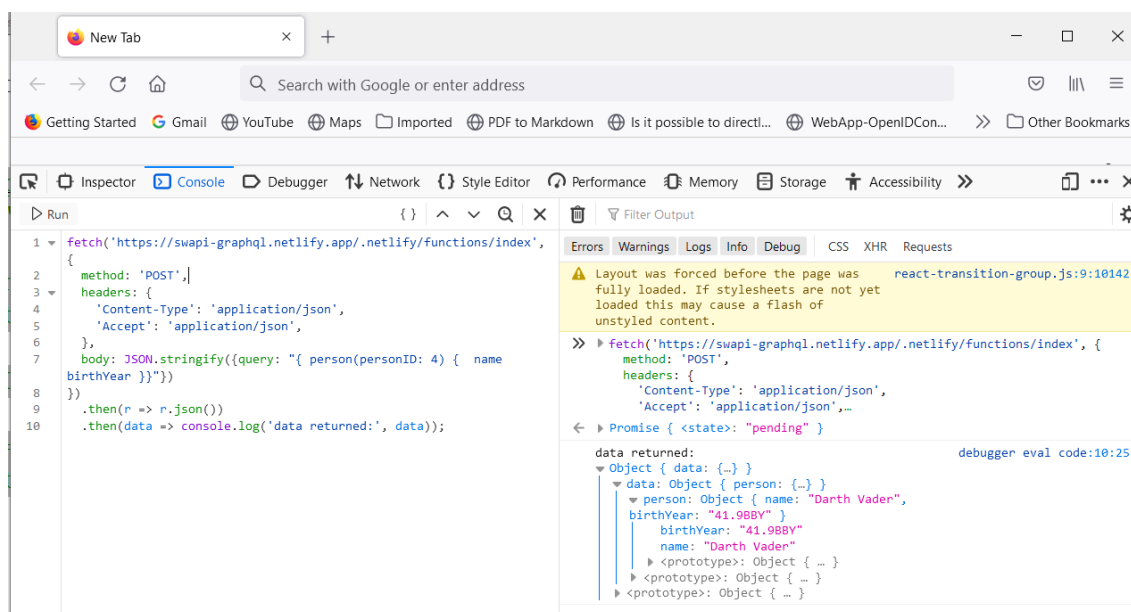 New Tab
Search with Google or enter address
Getting Started Gmail YouTube Maps Imported PDF to Markdown Is it possible to directl... WebApp-OpenIDCon... Other Bookmarks
Inspector Console Debugger Network Style Editor Performance Memory Storage Accessibility
Run
Filter Output
Errors Warnings Logs Info Debug CSS XHR Requests
1 fetch('https://swapi-graphql.netlify.app/.netlify/functions/index',
{
2 method: 'POST',
3 headers: {
4 'Content-Type': 'application/json',
5 'Accept': 'application/json',
6 },
7 body: JSON.stringify({query: "{ person(personID: 4) {  name
birthYear }}"})
8 })
9 .then(r => r.json())
10 .then(data => console.log('data returned:', data));
Layout was forced before the page was react-transition-group.js:9:10142
fully loaded. If stylesheets are not yet
loaded this may cause a flash of
unstyled content.
fetch('https://swapi-graphql.netlify.app/.netlify/functions/index', {
method: 'POST',
headers: {
'Content-Type': 'application/json',
'Accept': 'application/json',…
Promise { <state>: "pending" }
data returned: debugger eval code:10:25
Object { data: {…} }
data: Object { person: {…} }
person: Object { name: "Darth Vader",
birthYear: "41.9BBY" }
birthYear: "41.9BBY"
name: "Darth Vader"
<prototype>: Object { … }
<prototype>: Object { … }
<prototype>: Object { … }